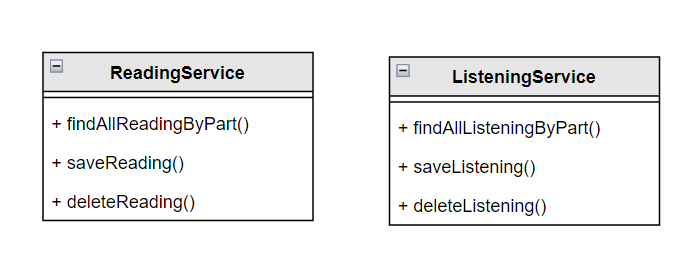 ReadingService
+ findAllReadingByPart()
+ saveReading()
+ deleteReading()
ListeningService
+ findAllListeningByPart()
+ saveListening()
+ deleteListening()